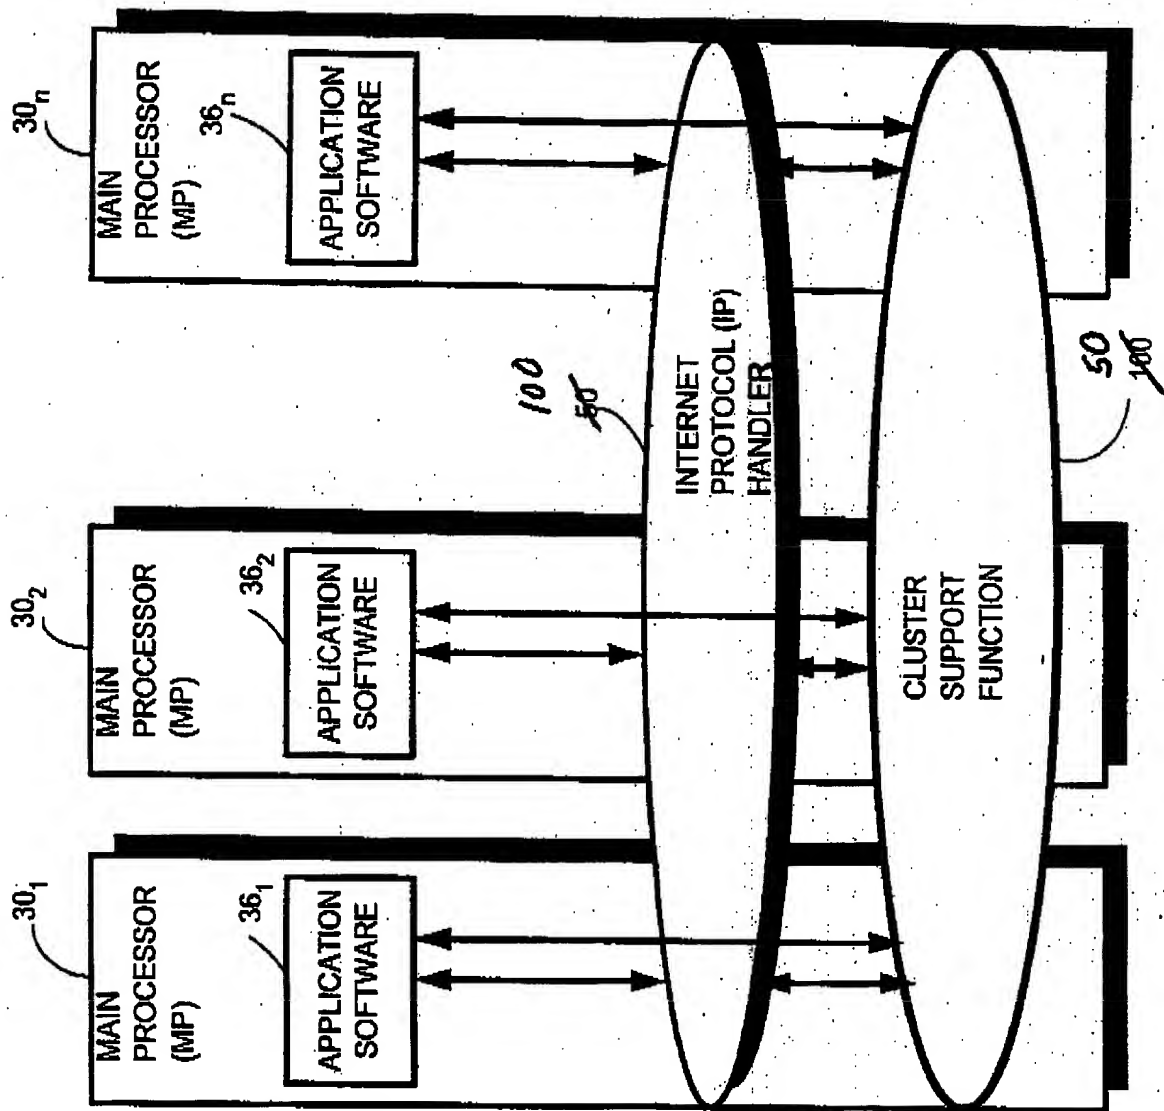 30₁
MAIN
PROCESSOR
(MP)
36₁
APPLICATION
SOFTWARE
30₂
MAIN
PROCESSOR
(MP)
36₂
APPLICATION
SOFTWARE
30ₙ
MAIN
PROCESSOR
(MP)
36ₙ
APPLICATION
SOFTWARE
100
50
INTERNET
PROTOCOL (IP)
HANDLER
CLUSTER
SUPPORT
FUNCTION
50
100